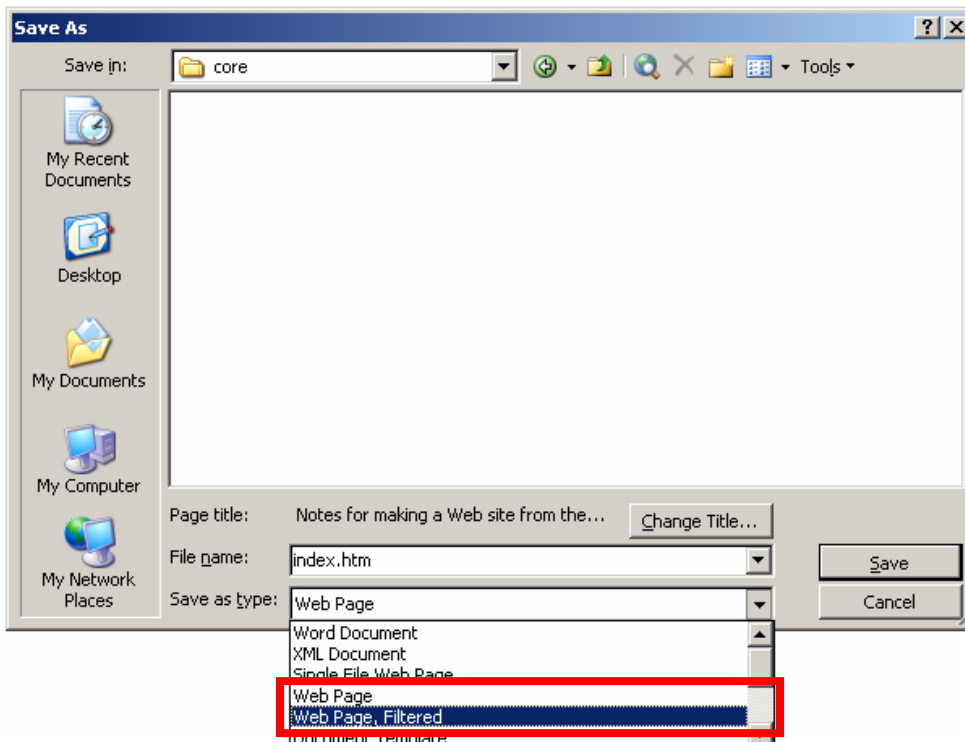 Save As
Save in:
core
Tools
My Recent
Documents
Desktop
My Documents
My Computer
My Network
Places
Page title:
Notes for making a Web site from the...
Change Title...
File name:
index.htm
Save
Save as type:
Web Page
Cancel
Word Document
XML Document
Single File Web Page
Web Page
Web Page, Filtered
Document Template